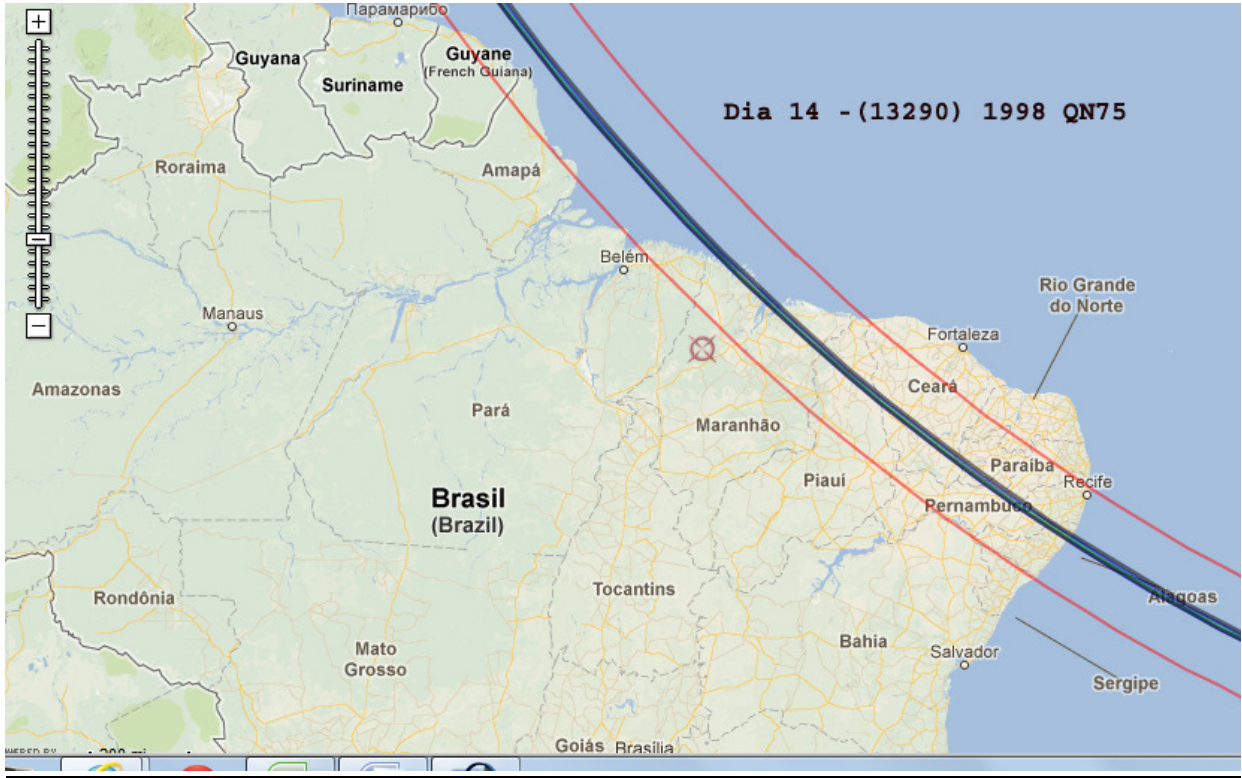 Парамарибо
Guyana
Suriname
Guyane
(French Guiana)
Dia 14 -(13290) 1998 QN75
Roraima
Amapá
Belém
Rio Grande
do Norte
Manaus
Fortaleza
Amazonas
Ceará
Pará
Maranhão
Paraíba
Piauí
Recife
Brasil
(Brazil)
Pernambuco
Tocantins
Rondônia
Alagoas
Bahia
Mato
Grosso
Salvador
Sergipe
Goiás
Brasília